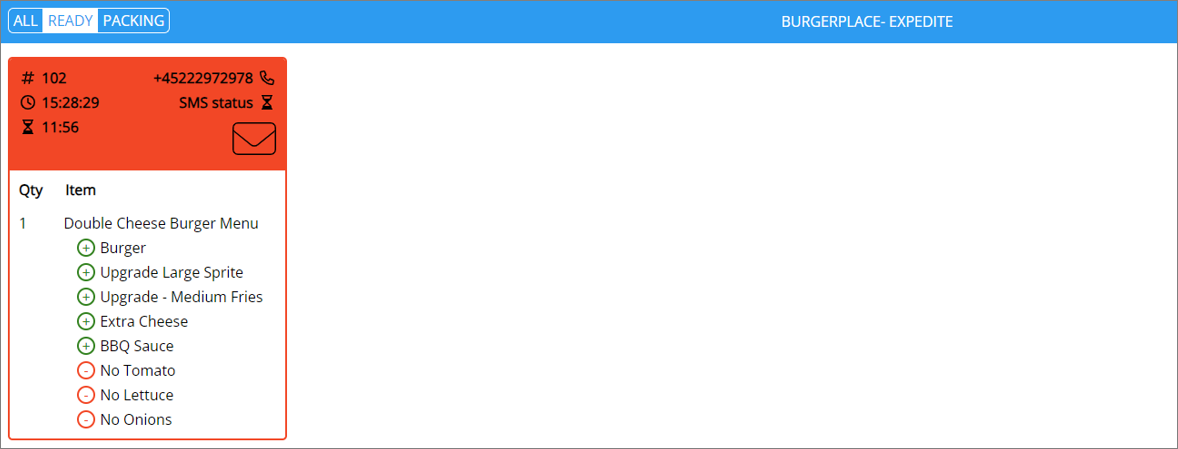 ALL READY PACKING BURGERPLACE- EXPEDITE
# 102 +45222972978
15:28:29 SMS status
11:56
Qty Item
1 Double Cheese Burger Menu
+ Burger
+ Upgrade Large Sprite
+ Upgrade - Medium Fries
+ Extra Cheese
+ BBQ Sauce
- No Tomato
- No Lettuce
- No Onions